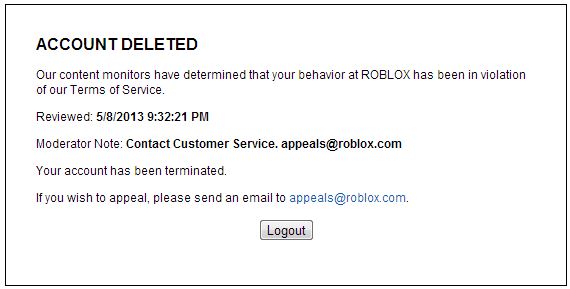 ACCOUNT DELETED
Our content monitors have determined that your behavior at ROBLOX has been in violation
of our Terms of Service.
Reviewed: 5/8/2013 9:32:21 PM
Moderator Note: Contact Customer Service. appeals@roblox.com
Your account has been terminated.
If you wish to appeal, please send an email to appeals@roblox.com.
Logout